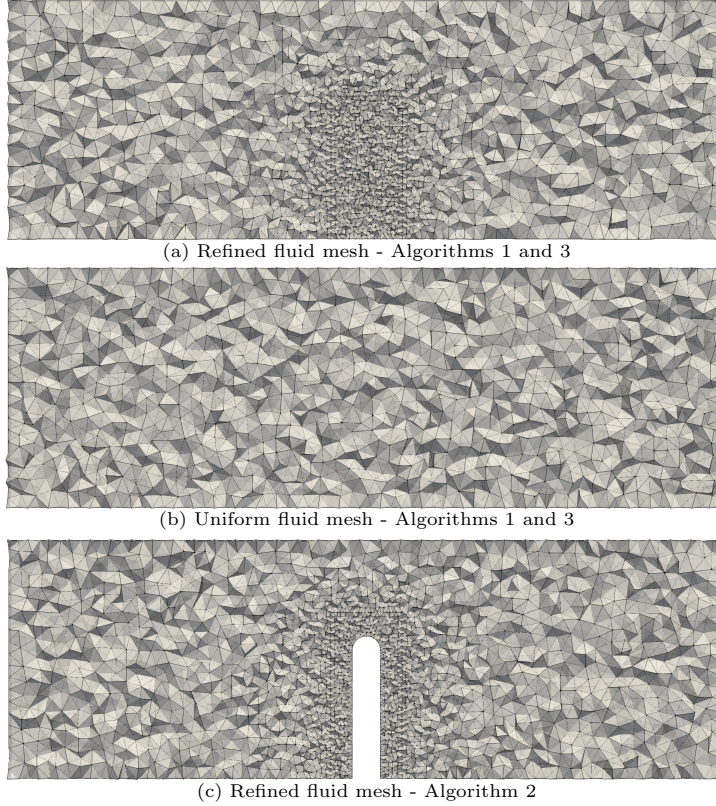 (a) Refined fluid mesh - Algorithms 1 and 3
(b) Uniform fluid mesh - Algorithms 1 and 3
(c) Refined fluid mesh - Algorithm 2